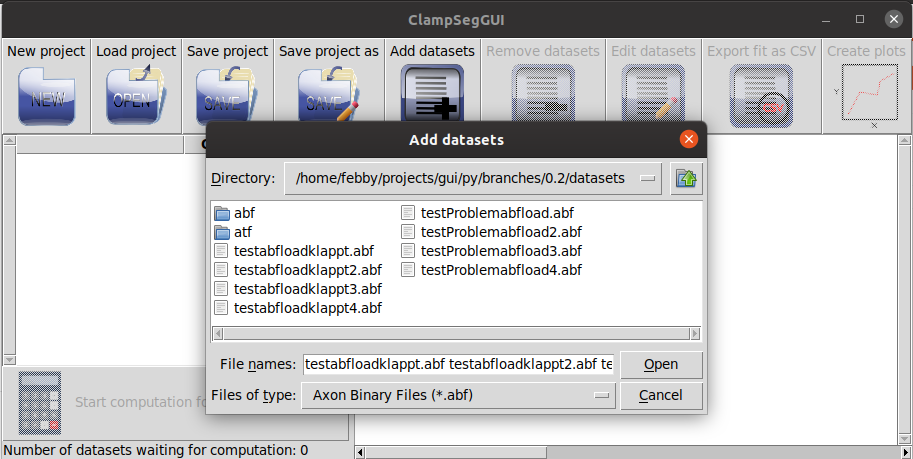 ClampSegGUI
New project Load project Save project Save project as Add datasets Remove datasets Edit datasets Export fit as CSV Create plots
NEW OPEN SAVE SAVE Y X
Add datasets
Directory: /home/febby/projects/gui/py/branches/0.2/datasets
abf testProblemabfload.abf
atf testProblemabfload2.abf
testabfloadklappt.abf testProblemabfload3.abf
testabfloadklappt2.abf testProblemabfload4.abf
testabfloadklappt3.abf
testabfloadklappt4.abf
File names: testabfloadklappt.abf testabfloadklappt2.abf te Open
Files of type: Axon Binary Files (*.abf) Cancel
Start computation fo
Number of datasets waiting for computation: 0